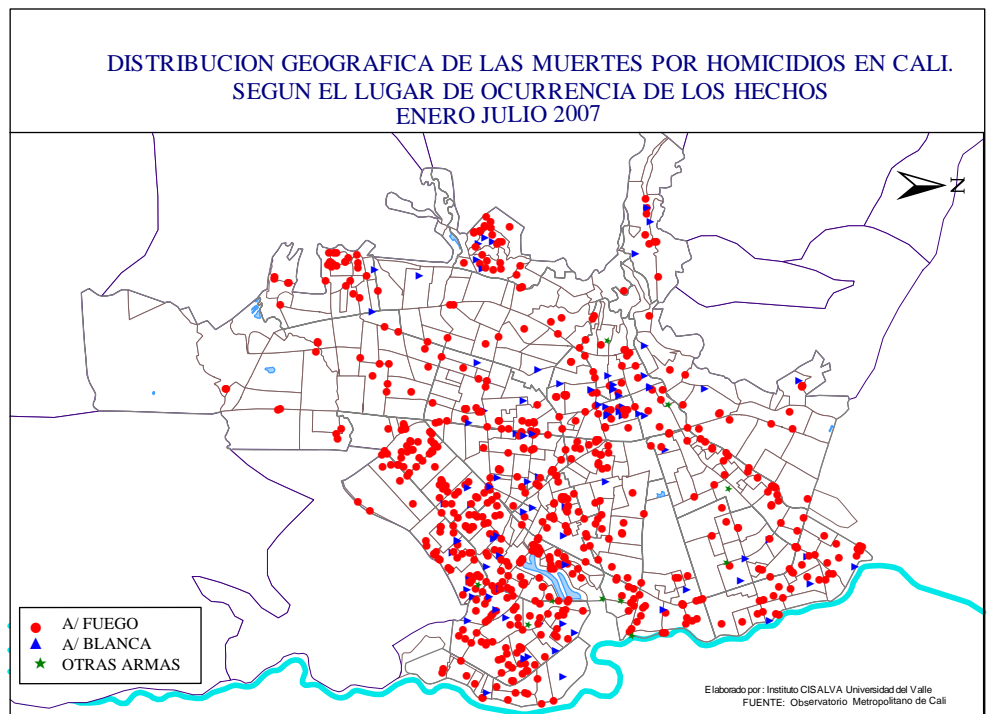 DISTRIBUCION GEOGRAFICA DE LAS MUERTES POR HOMICIDIOS EN CALI.
SEGUN EL LUGAR DE OCURRENCIA DE LOS HECHOS
ENERO JULIO 2007
N
A/ FUEGO
A/ BLANCA
OTRAS ARMAS
Elaborado por: Instituto CISALVA Universidad del Valle
FUENTE: Observatorio Metropolitano de Cali